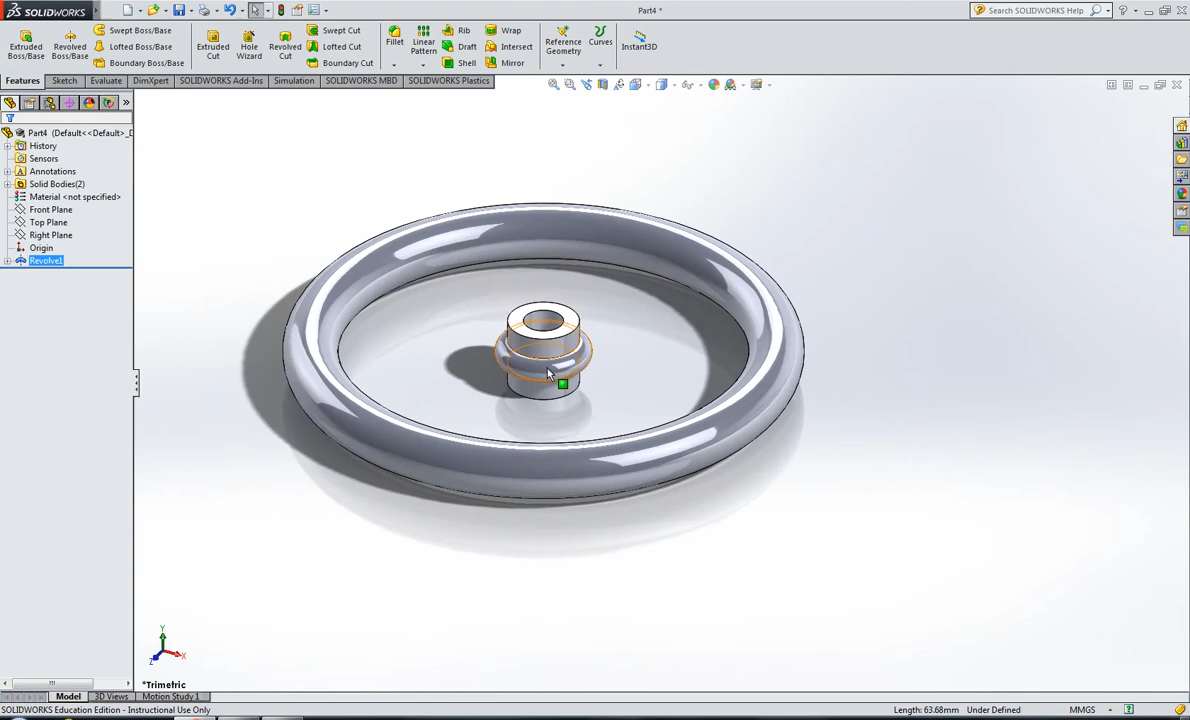 SOLIDWORKS
Part4 *
Search SOLIDWORKS Help
Extruded Boss/Base
Revolved Boss/Base
Swept Boss/Base
Lofted Boss/Base
Boundary Boss/Base
Extruded Cut
Hole Wizard
Revolved Cut
Swept Cut
Lofted Cut
Boundary Cut
Fillet
Linear Pattern
Rib
Draft
Shell
Wrap
Intersect
Mirror
Reference Geometry
Curves
Instant3D
Features
Sketch
Evaluate
DimXpert
SOLIDWORKS Add-Ins
Simulation
SOLIDWORKS MBD
SOLIDWORKS Plastics
Part4 (Default<<Default>_D
History
Sensors
Annotations
Solid Bodies(2)
Material <not specified>
Front Plane
Top Plane
Right Plane
Origin
Revolve1
Y
X
Z
*Trimetric
Model
3D Views
Motion Study 1
SOLIDWORKS Education Edition - Instructional Use Only
Length: 63.68mm
Under Defined
MMGS